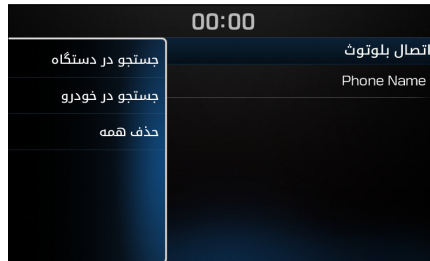 00:00
اتصال بلوتوث
Phone Name
جستجو در دستگاه
جستجو در خودرو
حذف همه